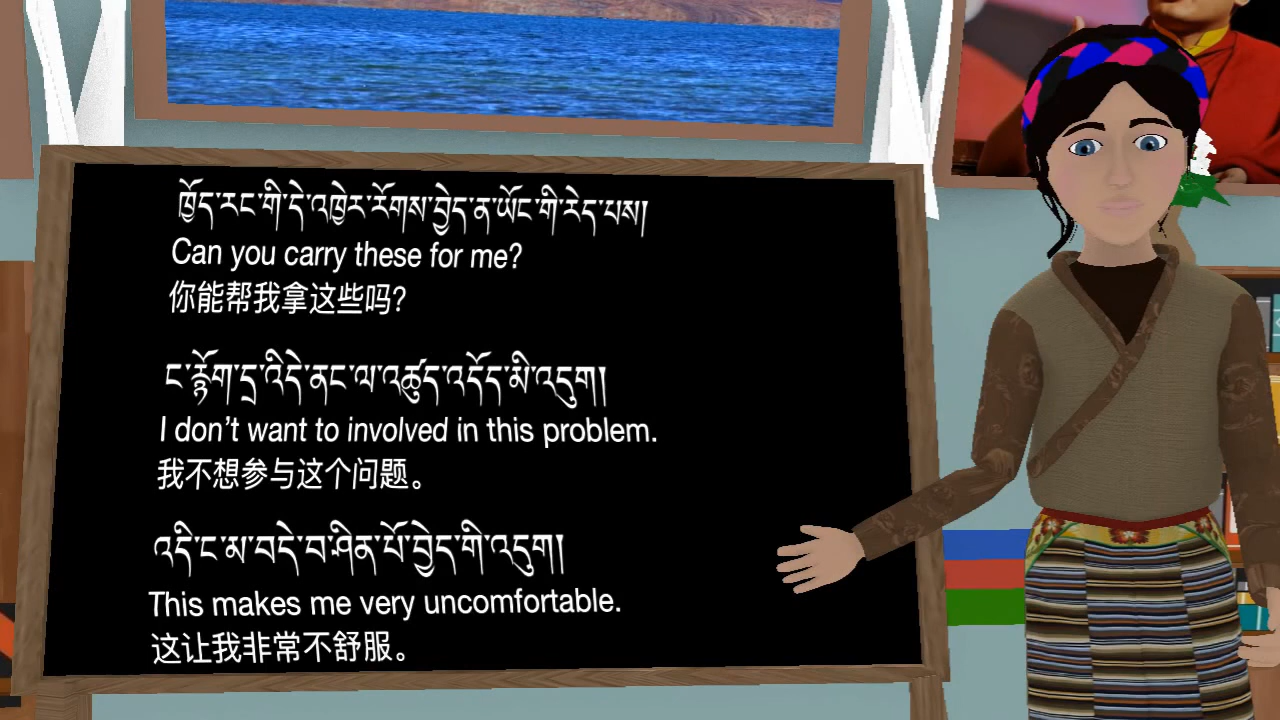 ཁྱོད་རང་གི་དེ་འཁྱེར་རོགས་བྱེད་ན་ཡོང་གི་རེད་པས།
Can you carry these for me?
你能帮我拿这些吗?
ང་རྙོག་དྲ་འི་དེ་ནང་ལ་འཚུད་འདོད་མི་འདུག།
I don’t want to involved in this problem.
我不想参与这个问题。
འདི་ང་མ་བདེ་བ་ཤིན་པོ་བྱེད་གི་འདུག།
This makes me very uncomfortable.
这让我非常不舒服。